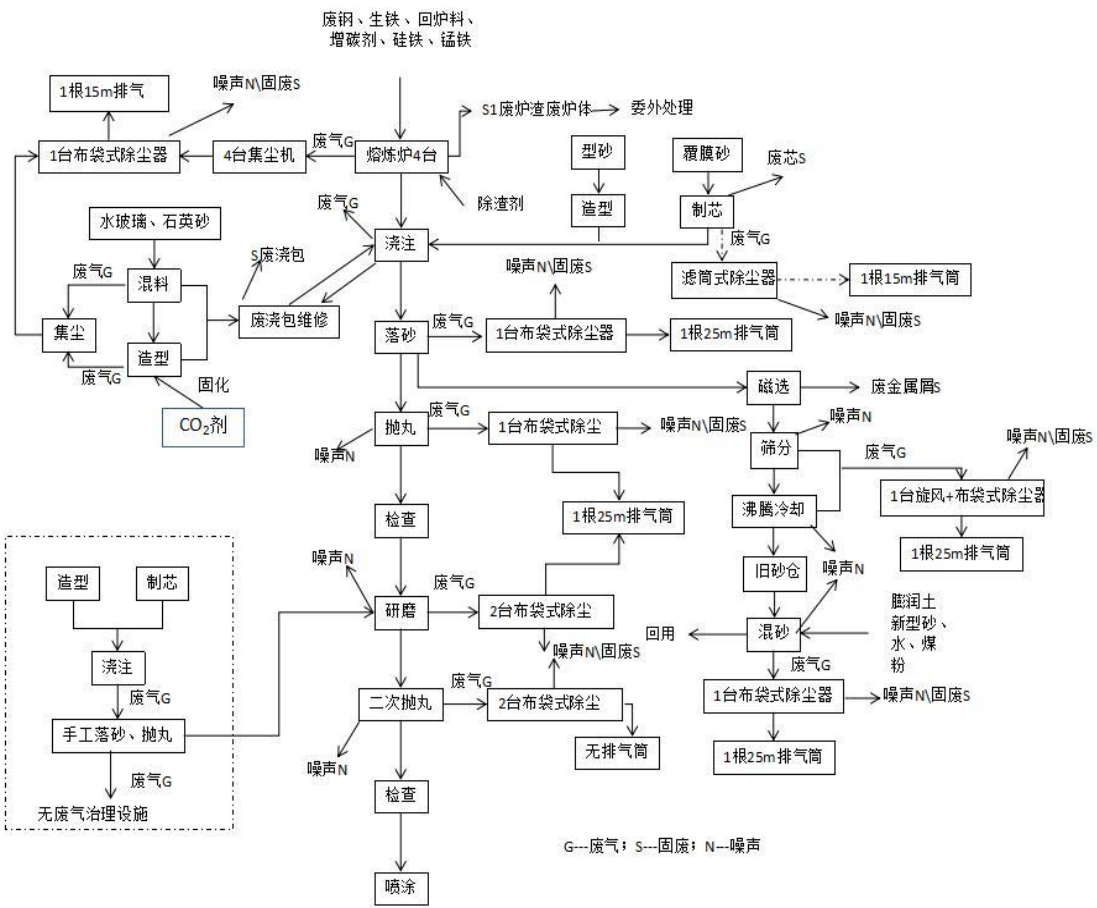 废钢、生铁、回炉料、
增碳剂、硅铁、锰铁
1根15m排气
噪声N\固废S
S1废炉渣废炉体
委外处理
1台布袋式除尘器
4台集尘机
废气G
熔炼炉4台
型砂
覆膜砂
废芯S
除渣剂
造型
制芯
水玻璃、石英砂
废气G
浇注
废气G
S废浇包
噪声N\固废S
废气G
混料
滤筒式除尘器
1根15m排气筒
废浇包维修
噪声N\固废S
集尘
造型
落砂
废气G
1台布袋式除尘器
1根25m排气筒
废气G
固化
CO2剂
磁选
废金属屑S
抛丸
废气G
1台布袋式除尘
噪声N\固废S
噪声N
噪声N
筛分
废气G
噪声N\固废S
1台旋风+布袋式除尘器
检查
1根25m排气筒
沸腾冷却
1根25m排气筒
噪声N
旧砂仓
噪声N
造型
制芯
研磨
废气G
2台布袋式除尘
膨润土
新型砂、
水、煤
粉
回用
混砂
噪声N\固废S
浇注
废气G
废气G
二次抛丸
废气G
2台布袋式除尘
1台布袋式除尘器
噪声N\固废S
手工落砂、抛丸
无排气筒
1根25m排气筒
噪声N
废气G
无废气治理设施
检查
G---废气；S---固废；N---噪声
喷涂